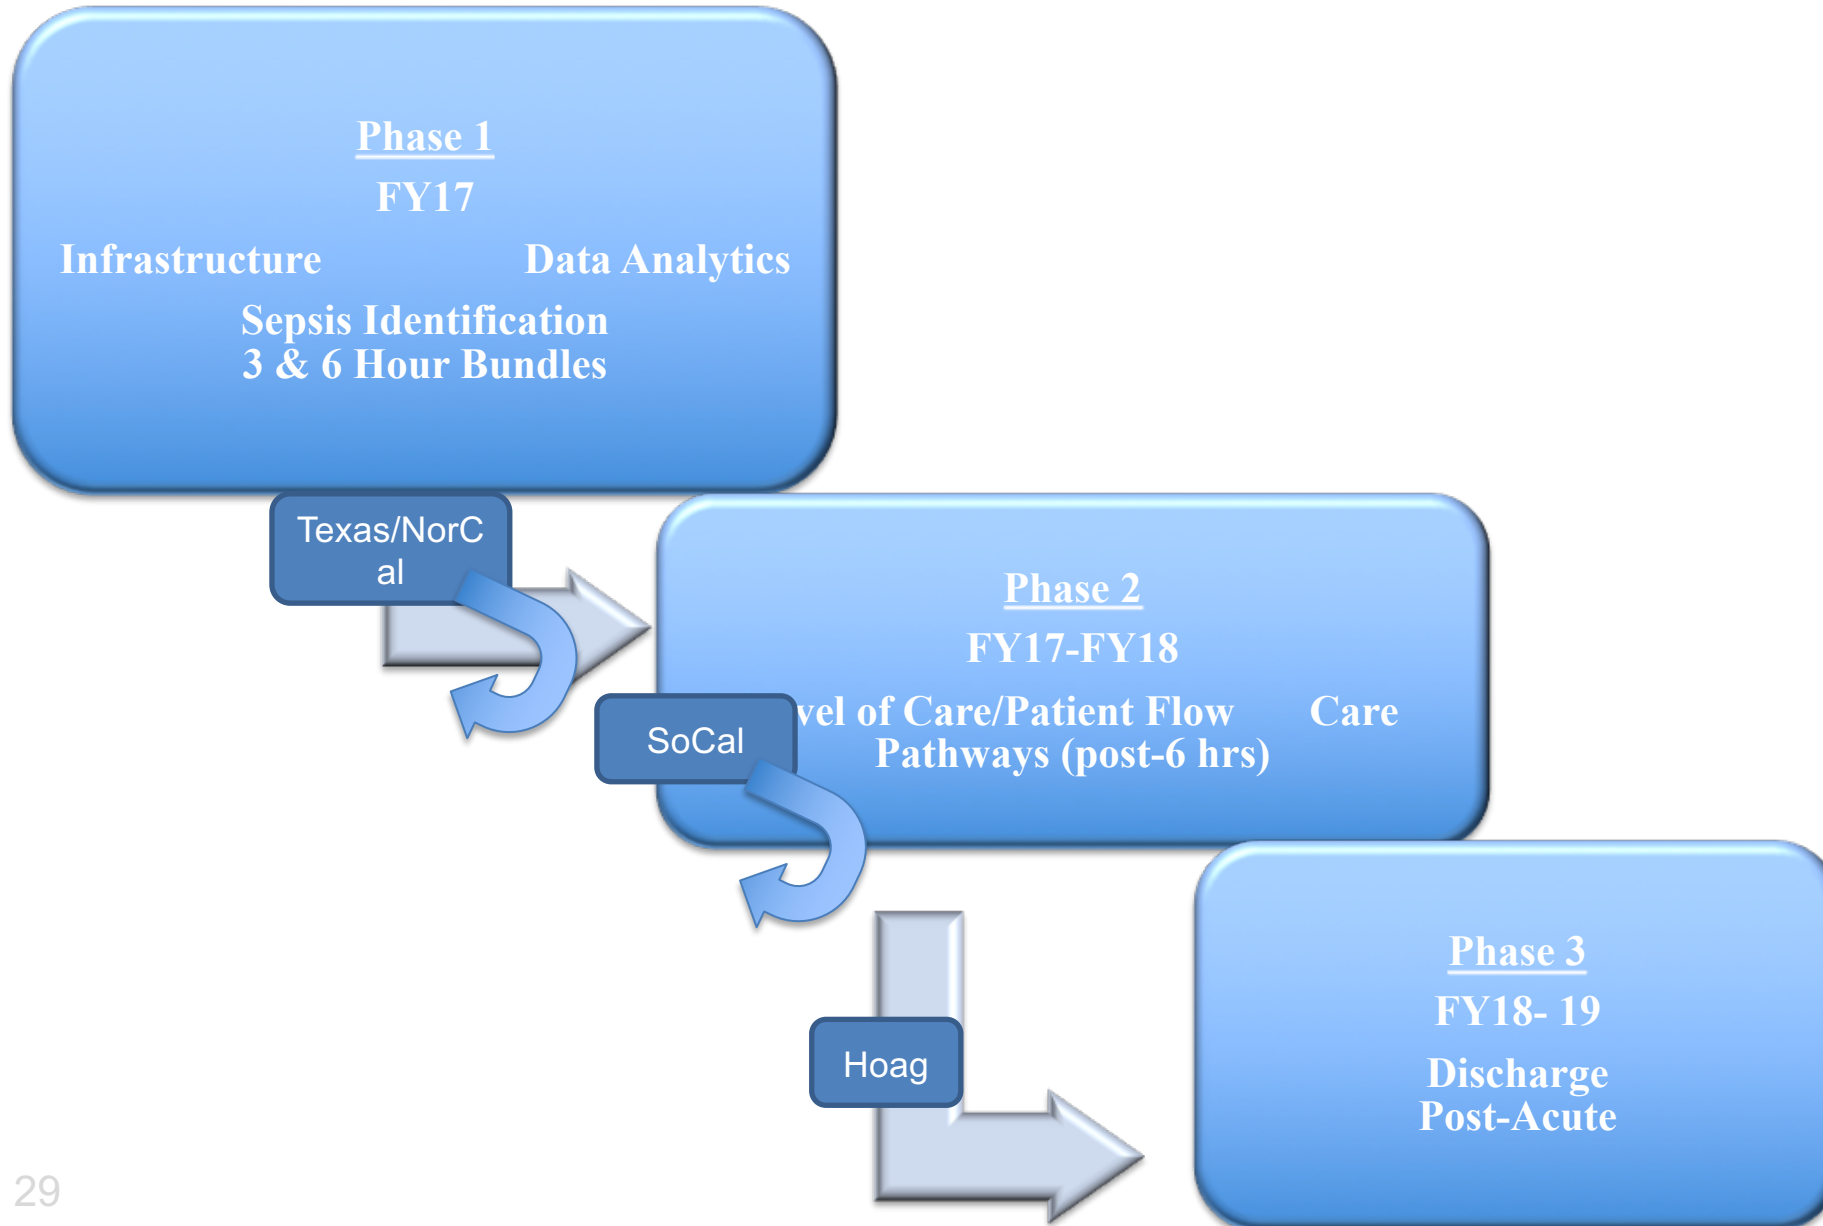 Phase 1
FY17
Infrastructure Data Analytics
Sepsis Identification
3 & 6 Hour Bundles
Texas/NorC
al
Phase 2
FY17-FY18
vel of Care/Patient Flow Care
Pathways (post-6 hrs)
SoCal
Hoag
Phase 3
FY18- 19
Discharge
Post-Acute
29